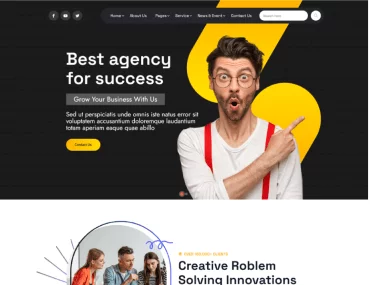 Home About Us Pages Service News & Event Contact Us
Best agency
for success
Grow Your Business With Us
Sed ut perspiciatis unde omnis iste natus error sit
voluptatem accusantium doloremque laudantium
totam aperiam eaque quae abillo
Contact Us
Creative Roblem
Solving Innovations